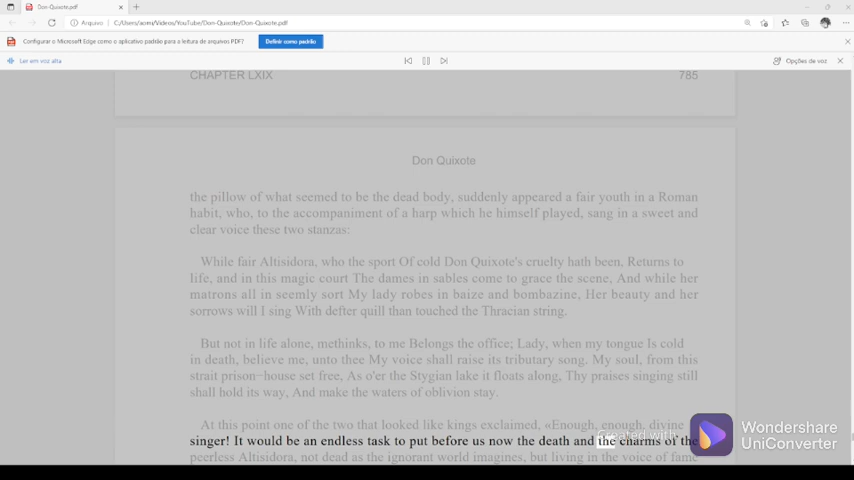 Don-Quixote.pdf
Arquivo
C:/Users/xoms/Videos/YouTube/Don-Quixote/Don-Quixote.pdf
Configurar o Microsoft Edge como o aplicativo padrão para a leitura de arquivos PDF?
Definir como padrão
Ler em voz alta
Opções de voz
CHAPTER LXIX
785
Don Quixote
the pillow of what seemed to be the dead body, suddenly appeared a fair youth in a Roman
habit, who, to the accompaniment of a harp which he himself played, sang in a sweet and
clear voice these two stanzas:
While fair Altisidora, who the sport Of cold Don Quixote's cruelty hath been, Returns to
life, and in this magic court The dames in sables come to grace the scene, And while her
matrons all in seemly sort My lady robes in baize and bombazine, Her beauty and her
sorrows will I sing With defter quill than touched the Thracian string.
But not in life alone, methinks, to me Belongs the office; Lady, when my tongue Is cold
in death, believe me, unto thee My voice shall raise its tributary song. My soul, from this
strait prison−house set free, As o'er the Stygian lake it floats along, Thy praises singing still
shall hold its way, And make the waters of oblivion stay.
At this point one of the two that looked like kings exclaimed, «Enough, enough, divine
singer! It would be an endless task to put before us now the death and the charms of the
peerless Altisidora, not dead as the ignorant world imagines, but living in the voice of fame
Created with
Wondershare
UniConverter